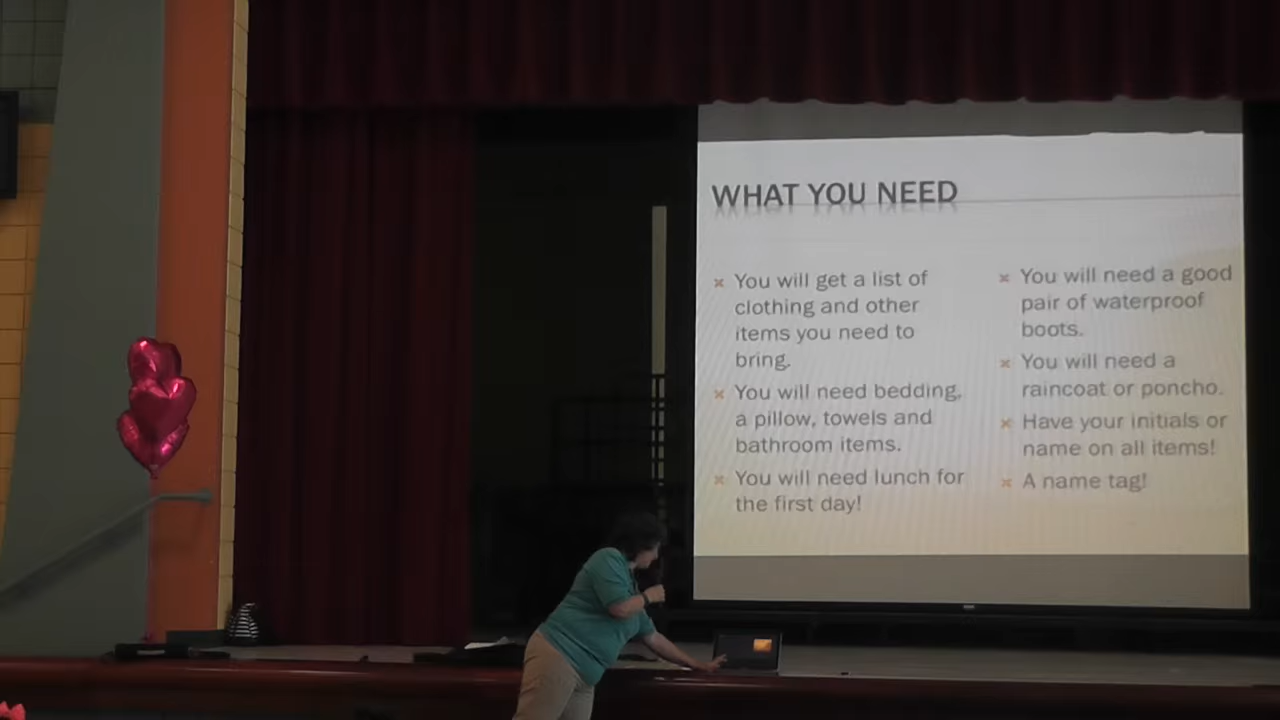 WHAT YOU NEED
You will get a list of
clothing and other
items you need to
bring.
You will need bedding,
a pillow, towels and
bathroom items.
You will need lunch for
the first day!
You will need a good
pair of waterproof
boots.
You will need a
raincoat or poncho.
Have your initials or
name on all items!
A name tag!